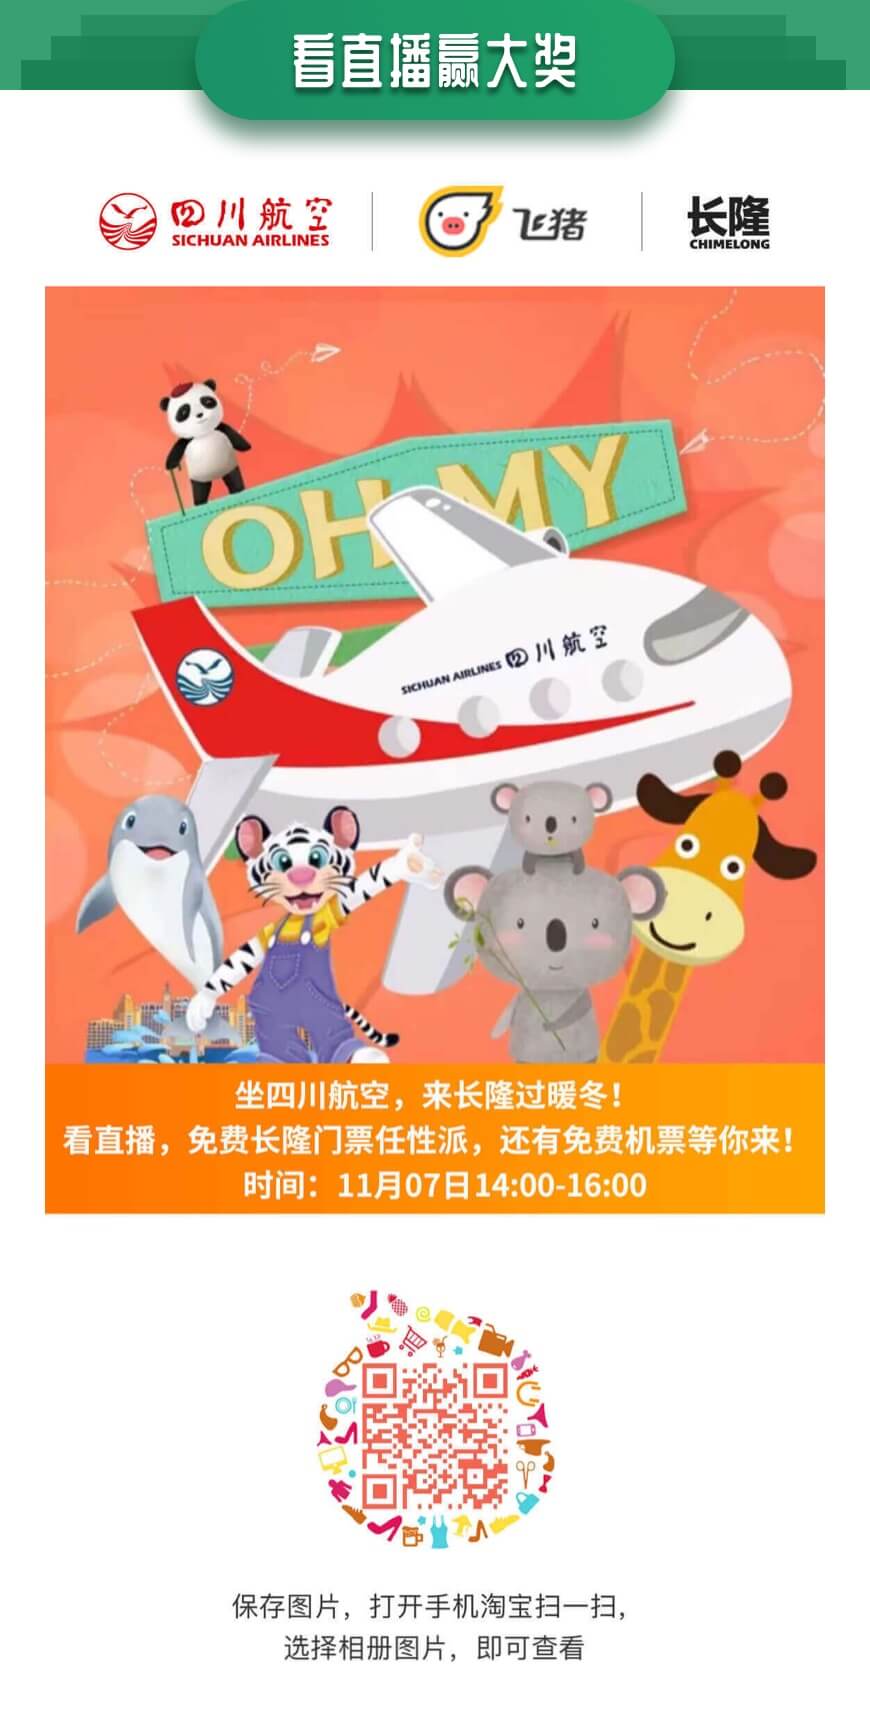 看直播赢大奖
四川航空
SICHUAN AIRLINES
飞猪
长隆
CHIMELONG
OH MY
SICHUAN AIRLINES 四川航空
坐四川航空，来长隆过暖冬！
看直播，免费长隆门票任性派，还有免费机票等你来！
时间：11月07日14:00-16:00
保存图片，打开手机淘宝扫一扫，
选择相册图片，即可查看